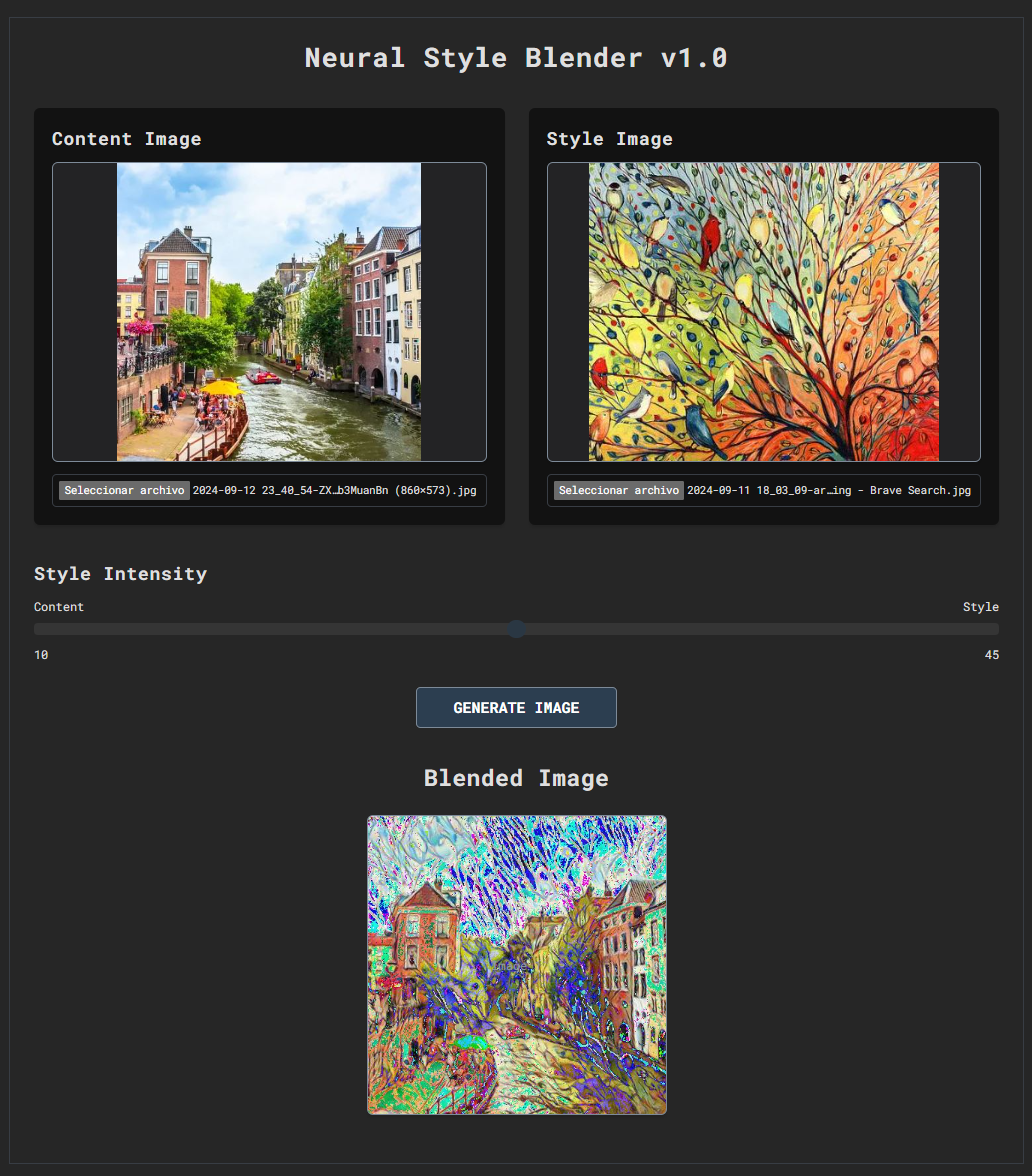 Neural Style Blender v1.0
Content Image
Style Image
Seleccionar archivo 2024-09-12 23_40_54-ZX…b3MuanBn (860×573).jpg
Seleccionar archivo 2024-09-11 18_03_09-ar…ing - Brave Search.jpg
Style Intensity
Content
Style
10
45
GENERATE IMAGE
Blended Image